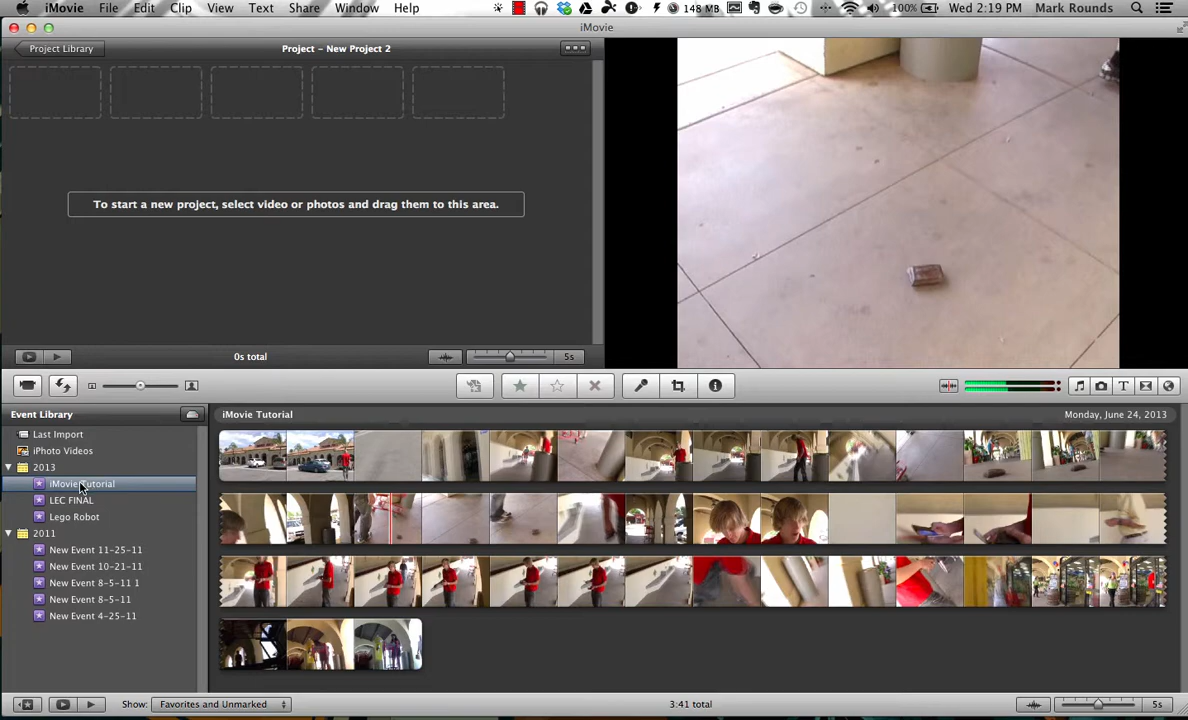 iMovie File Edit Clip View Text Share Window Help 148 MB 100% Wed 2:19 PM Mark Rounds
iMovie
Project Library
Project – New Project 2
To start a new project, select video or photos and drag them to this area.
0s total
5s
Event Library
iMovie Tutorial
Monday, June 24, 2013
Last Import
iPhoto Videos
2013
iMovie Tutorial
LEC FINAL
Lego Robot
2011
New Event 11-25-11
New Event 10-21-11
New Event 8-5-11 1
New Event 8-5-11
New Event 4-25-11
Show: Favorites and Unmarked
3:41 total
5s